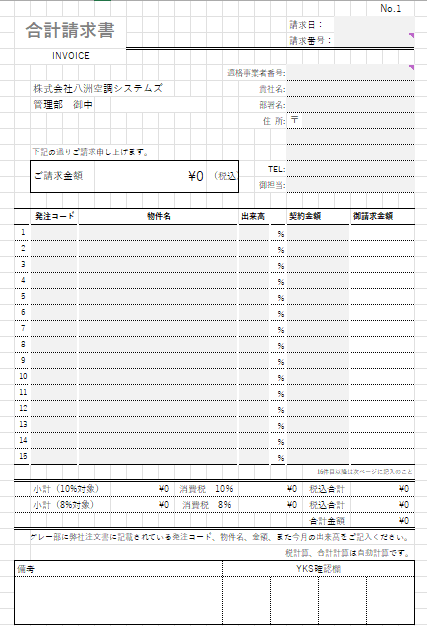 No.1
合計請求書
請求日：
請求番号：
INVOICE
適格事業者番号:
株式会社八洲空調システムズ
貴社名:
管理部 御中
部署名:
住 所: 〒
下記の通りご請求申し上げます。
ご請求金額 ¥0 （税込）
TEL:
御担当:
発注コード 物件名 出来高 契約金額 御請求金額
1 %
2 %
3 %
4 %
5 %
6 %
7 %
8 %
9 %
10 %
11 %
12 %
13 %
14 %
15 %
16件目以降は次ページに記入のこと
小計（10%対象） ¥0 消費税 10% ¥0 税込合計 ¥0
小計（8%対象） ¥0 消費税 8% ¥0 税込合計 ¥0
合計金額 ¥0
グレー部に弊社注文書に記載されている発注コード、物件名、金額、また今月の出来高をご記入ください。
税計算、合計計算は自動計算です。
備考 YKS確認欄